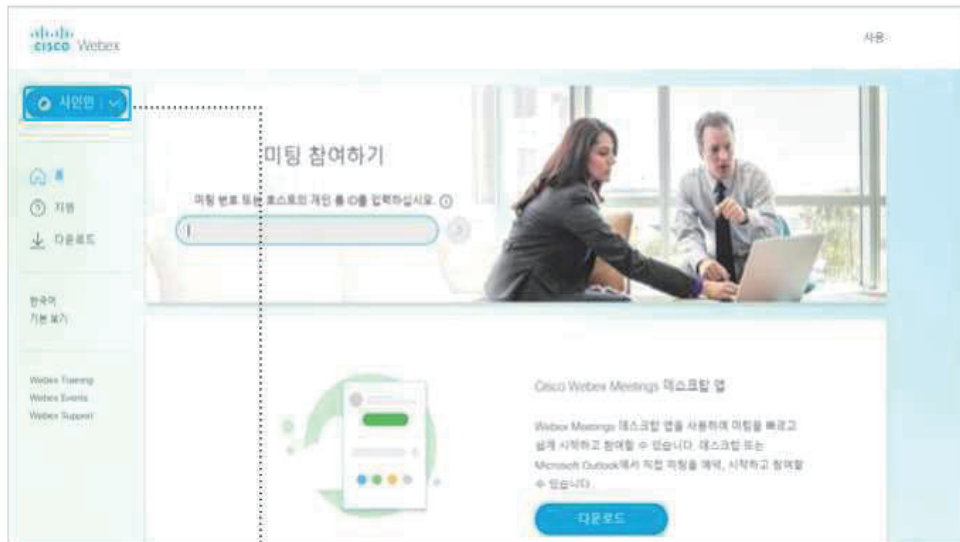 CISCO Webex
사용
사인인
미팅 참여하기
미팅 번호 또는 호스트의 개인 룸 ID를 입력하십시오.
홈
지원
다운로드
한국어
기본 보기
Webex Training
Webex Events
Webex Support
Cisco Webex Meetings 데스크탑 앱
Webex Meetings 데스크탑 앱을 사용하여 미팅을 빠르고
쉽게 시작하고 참여할 수 있습니다. 데스크탑 또는
Microsoft Outlook에서 직접 미팅을 예약, 시작하고 참여할
수 있습니다.
다운로드